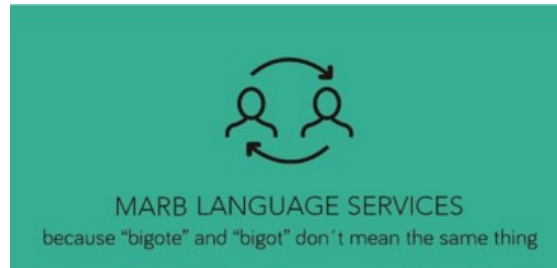 MARB LANGUAGE SERVICES
because “bigote” and “bigot” don´t mean the same thing